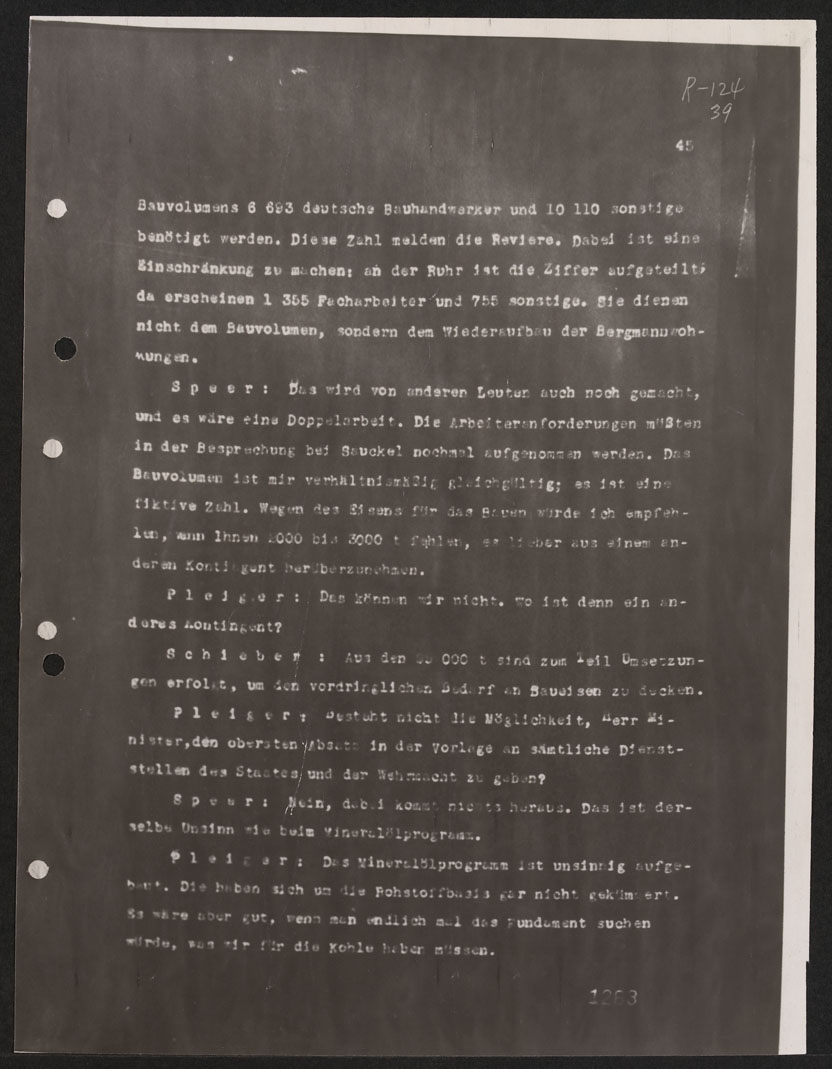 R-124
39
45
Bauvolumens 6 693 deutsche Bauhandwerker und 10 110 sonstige
benötigt werden. Diese Zahl melden die Reviere. Dabei ist eine
Einschränkung zu machen: an der Ruhr ist die Ziffer aufgeteilt;
da erscheinen 1 355 Facharbeiter und 755 sonstige. Sie dienen
nicht dem Bauvolumen, sondern dem Wiederaufbau der Bergmannwoh-
nungen.
S p e e r : Das wird von anderen Leuten auch noch gemacht,
und es wäre eine Doppelarbeit. Die Arbeiteranforderungen müßten
in der Besprechung bei Sauckel nochmal aufgenommen werden. Das
Bauvolumen ist mir verhältnismäßig gleichgültig; es ist eine
fiktive Zahl. Wegen des Eisens für das Bauen würde ich empfeh-
len, wenn Ihnen 2000 bis 3000 t fehlen, es lieber aus einem an-
deren Kontingent herüberzunehmen.
P l e i g e r : Das können wir nicht. Wo ist denn ein an-
deres Kontingent?
S c h i e b e r : Aus den 000 t sind zum Teil Umsetzun-
gen erfolgt, um den vordringlichen Bedarf an Baueisen zu decken.
P l e i g e r : Besteht nicht die Möglichkeit, Herr Mi-
nister, den obersten Absatz in der Vorlage an sämtliche Dienst-
stellen des Staates und der Wehrmacht zu geben?
S p e e r : Nein, dabei kommt nichts heraus. Das ist der-
selbe Unsinn wie beim Mineralölprogramm.
P l e i g e r : Das Mineralölprogramm ist unsinnig aufge-
baut. Die haben sich um die Rohstoffbasis gar nicht gekümmert.
Es wäre aber gut, wenn man endlich mal das Fundament suchen
würde, was wir für die Kohle haben müssen.
1263